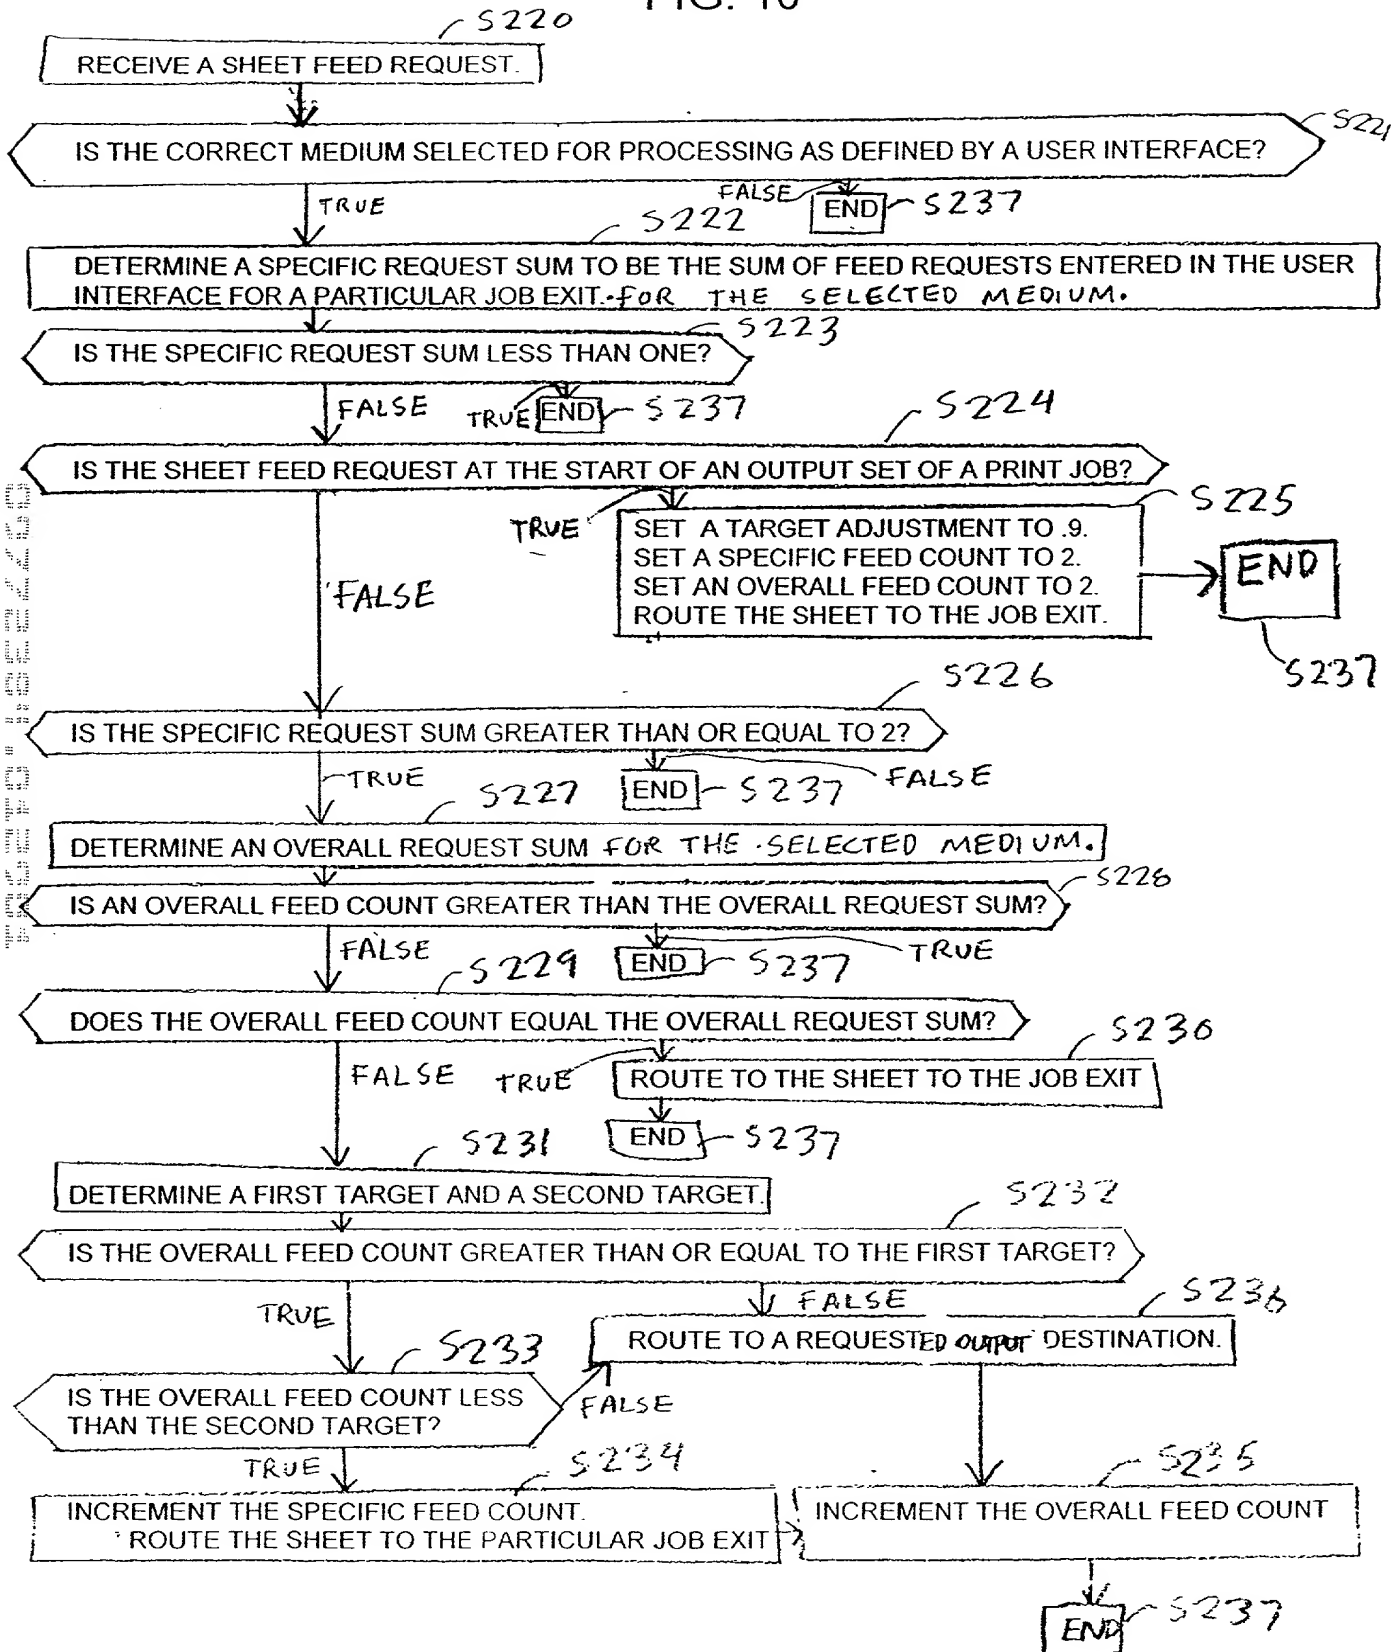 FIG. 10
S220
RECEIVE A SHEET FEED REQUEST.
S221
IS THE CORRECT MEDIUM SELECTED FOR PROCESSING AS DEFINED BY A USER INTERFACE?
TRUE
FALSE
END
S237
S222
DETERMINE A SPECIFIC REQUEST SUM TO BE THE SUM OF FEED REQUESTS ENTERED IN THE USER
INTERFACE FOR A PARTICULAR JOB EXIT. FOR THE SELECTED MEDIUM.
S223
IS THE SPECIFIC REQUEST SUM LESS THAN ONE?
FALSE
TRUE
END
S237
S224
IS THE SHEET FEED REQUEST AT THE START OF AN OUTPUT SET OF A PRINT JOB?
TRUE
S225
SET A TARGET ADJUSTMENT TO .9.
SET A SPECIFIC FEED COUNT TO 2.
SET AN OVERALL FEED COUNT TO 2.
ROUTE THE SHEET TO THE JOB EXIT.
END
S237
FALSE
S226
IS THE SPECIFIC REQUEST SUM GREATER THAN OR EQUAL TO 2?
TRUE
END
S237
FALSE
S227
DETERMINE AN OVERALL REQUEST SUM FOR THE SELECTED MEDIUM.
S228
IS AN OVERALL FEED COUNT GREATER THAN THE OVERALL REQUEST SUM?
FALSE
END
S237
TRUE
S229
DOES THE OVERALL FEED COUNT EQUAL THE OVERALL REQUEST SUM?
FALSE
TRUE
S230
ROUTE TO THE SHEET TO THE JOB EXIT
END
S237
S231
DETERMINE A FIRST TARGET AND A SECOND TARGET.
S232
IS THE OVERALL FEED COUNT GREATER THAN OR EQUAL TO THE FIRST TARGET?
TRUE
FALSE
S236
ROUTE TO A REQUESTED OUTPUT DESTINATION.
S233
IS THE OVERALL FEED COUNT LESS
THAN THE SECOND TARGET?
FALSE
TRUE
S234
INCREMENT THE SPECIFIC FEED COUNT.
ROUTE THE SHEET TO THE PARTICULAR JOB EXIT
S235
INCREMENT THE OVERALL FEED COUNT
END
S237